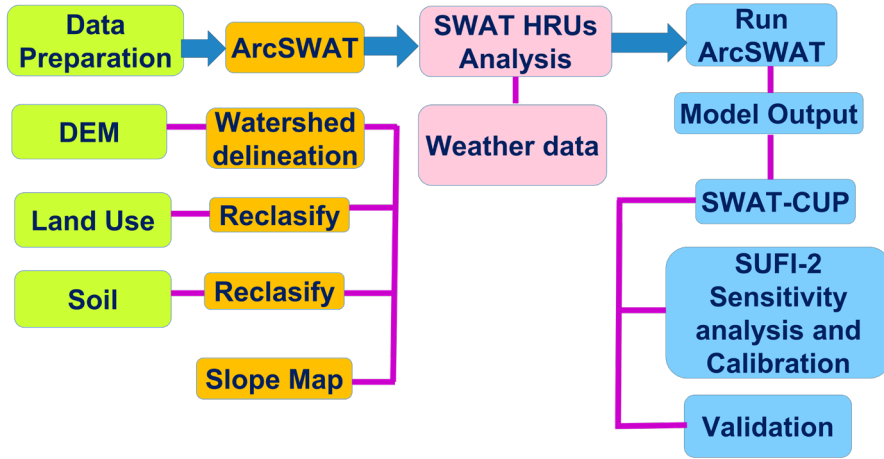 Data
Preparation
ArcSWAT
SWAT HRUs
Analysis
Run
ArcSWAT
DEM
Watershed
delineation
Weather data
Model Output
Land Use
Reclasify
SWAT-CUP
Soil
Reclasify
SUFI-2
Sensitivity
analysis and
Calibration
Slope Map
Validation